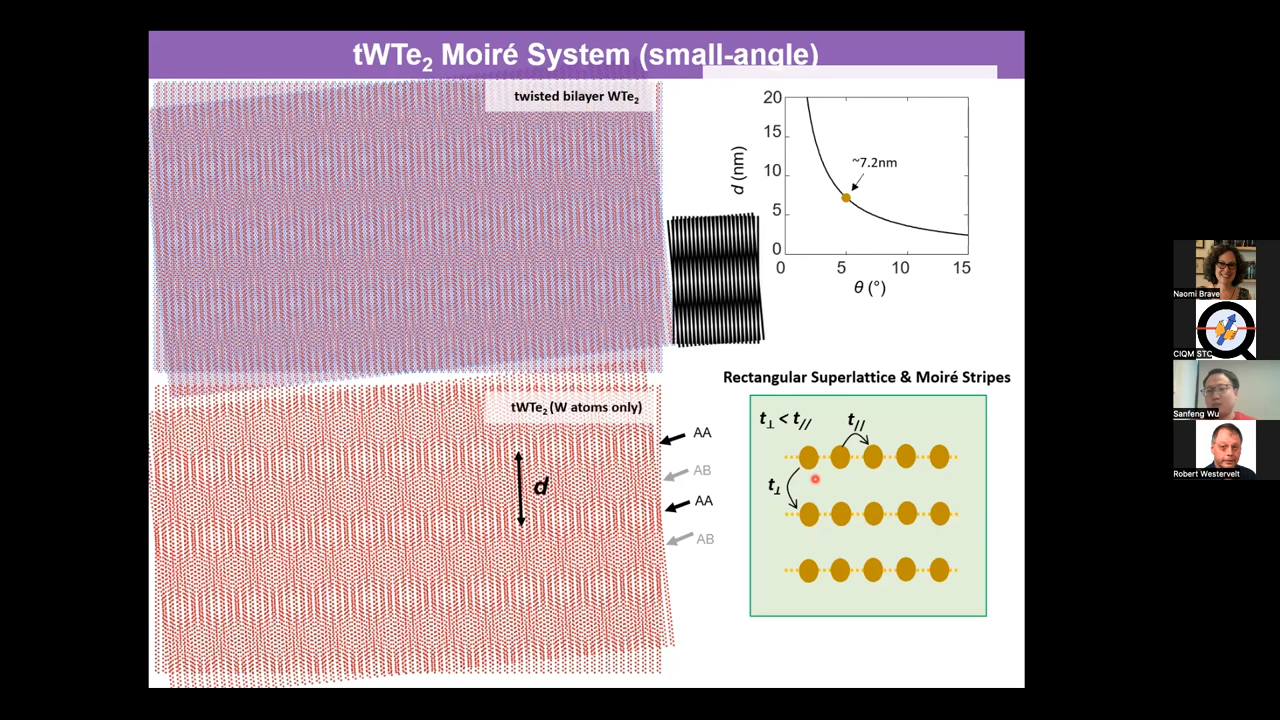 tWTe₂ Moiré System (small-angle)
twisted bilayer WTe₂
20
15
10
5
0
d (nm)
~7.2nm
0
5
10
15
θ (°)
Rectangular Superlattice & Moiré Stripes
tWTe₂ (W atoms only)
d
AA
AB
AA
AB
t⊥ < t//
t//
t⊥
Naomi Brave
CIQM STC
Sanfeng Wu
Robert Westervelt